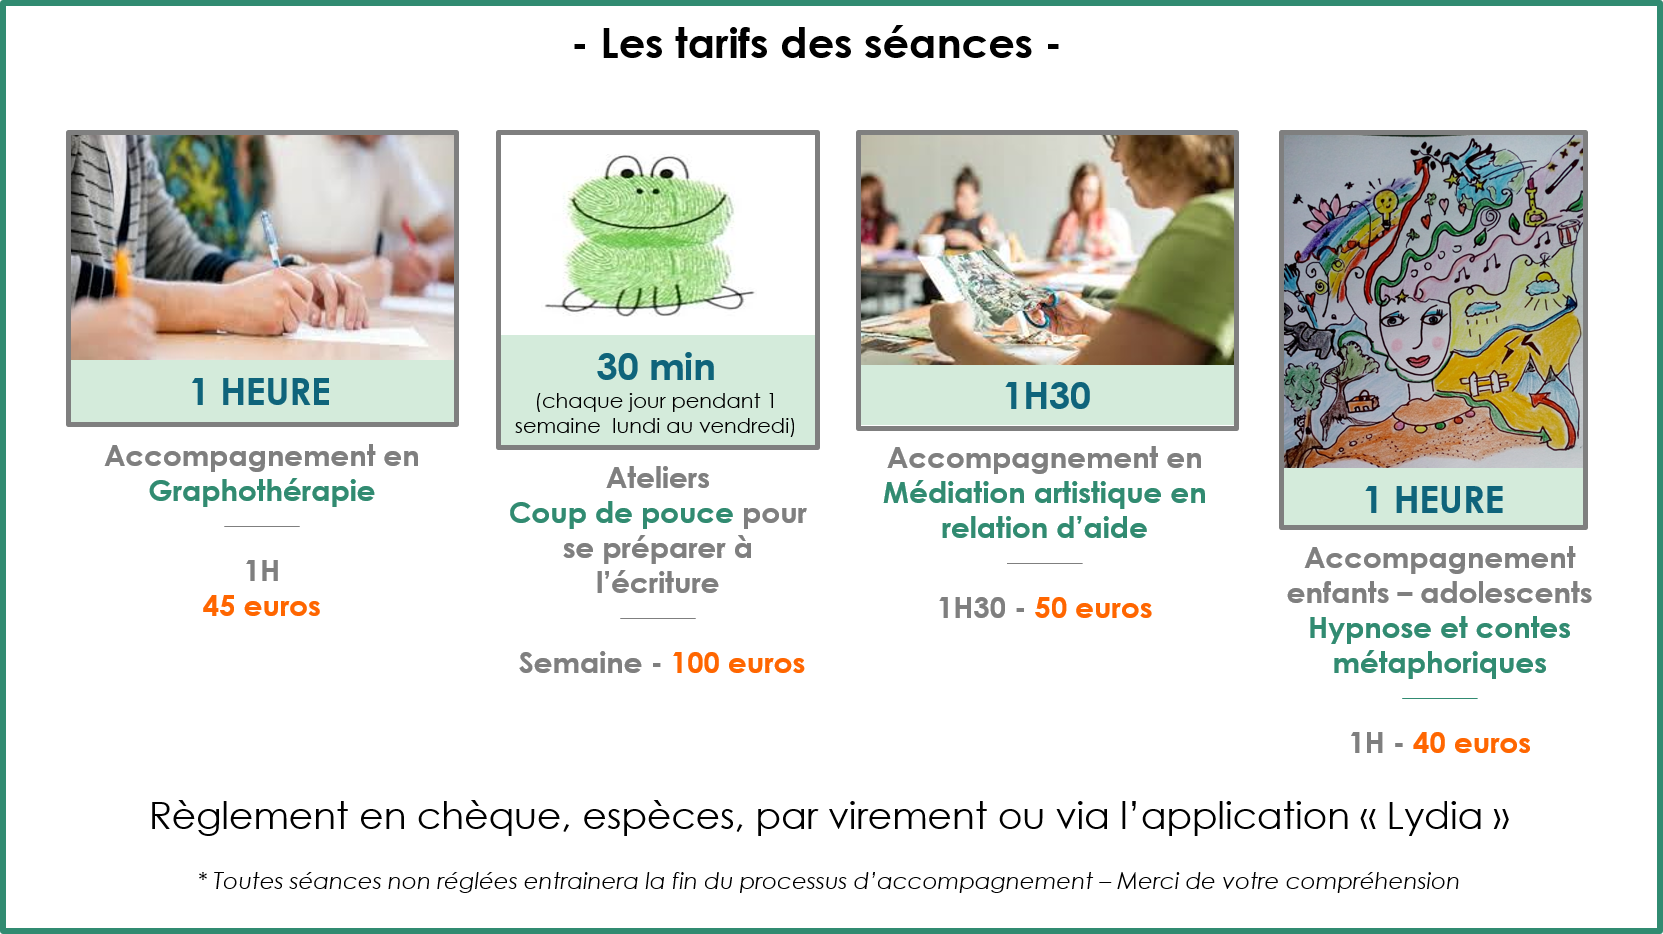 - Les tarifs des séances -
1 HEURE
Accompagnement en
Graphothérapie
1H
45 euros
30 min
(chaque jour pendant 1
semaine lundi au vendredi)
Ateliers
Coup de pouce pour
se préparer à
l’écriture
Semaine - 100 euros
1H30
Accompagnement en
Médiation artistique en
relation d’aide
1H30 - 50 euros
1 HEURE
Accompagnement
enfants – adolescents
Hypnose et contes
métaphoriques
1H - 40 euros
Règlement en chèque, espèces, par virement ou via l’application « Lydia »
* Toutes séances non réglées entrainera la fin du processus d’accompagnement – Merci de votre compréhension